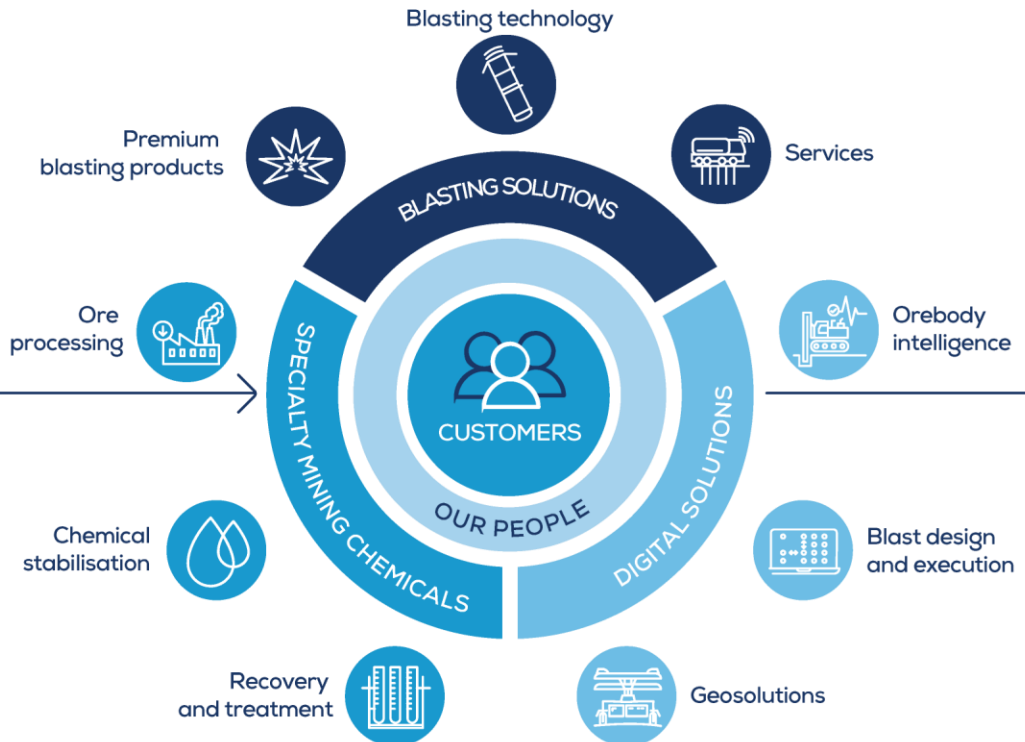 Blasting technology
Premium
blasting products
Services
BLASTING SOLUTIONS
Ore
processing
Orebody
intelligence
SPECIALTY MINING CHEMICALS
CUSTOMERS
OUR PEOPLE
DIGITAL SOLUTIONS
Chemical
stabilisation
Blast design
and execution
Recovery
and treatment
Geosolutions